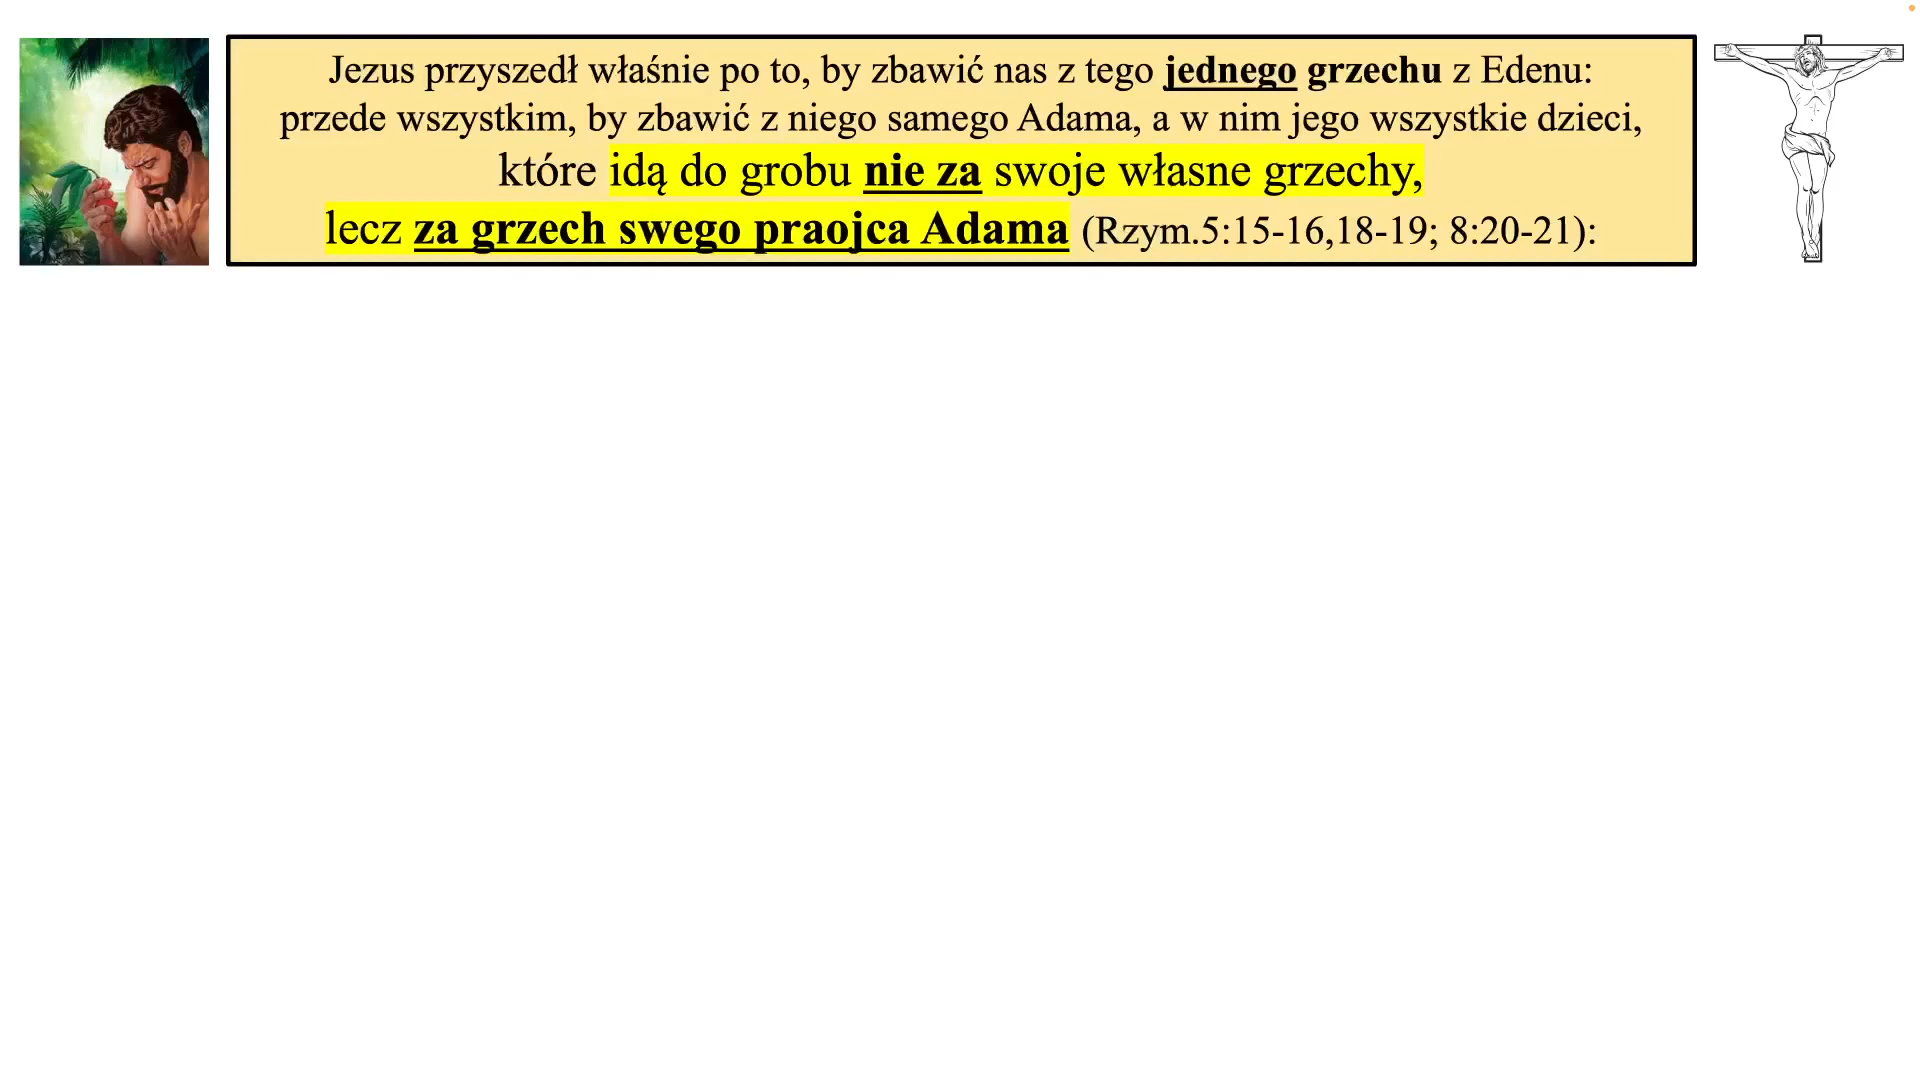 Jezus przyszedł właśnie po to, by zbawić nas z tego jednego grzechu z Edenu:
przede wszystkim, by zbawić z niego samego Adama, a w nim jego wszystkie dzieci,
które idą do grobu nie za swoje własne grzechy,
lecz za grzech swego praojca Adama (Rzym.5:15-16,18-19; 8:20-21):